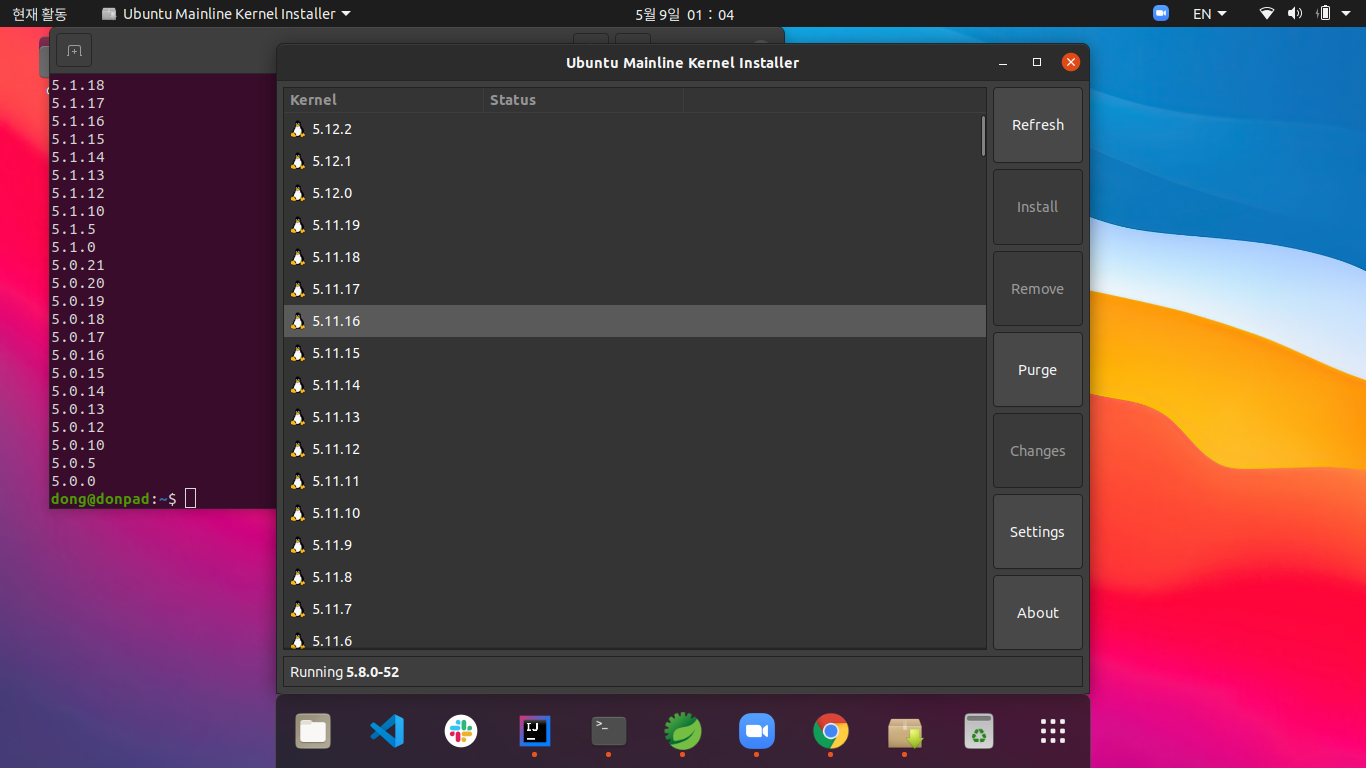 현재 활동
Ubuntu Mainline Kernel Installer
5월 9일 01 : 04
EN
5.1.18
5.1.17
5.1.16
5.1.15
5.1.14
5.1.13
5.1.12
5.1.10
5.1.5
5.1.0
5.0.21
5.0.20
5.0.19
5.0.18
5.0.17
5.0.16
5.0.15
5.0.14
5.0.13
5.0.12
5.0.10
5.0.5
5.0.0
dong@donpad:~$
Ubuntu Mainline Kernel Installer
Kernel Status
5.12.2
5.12.1
5.12.0
5.11.19
5.11.18
5.11.17
5.11.16
5.11.15
5.11.14
5.11.13
5.11.12
5.11.11
5.11.10
5.11.9
5.11.8
5.11.7
5.11.6
Refresh
Install
Remove
Purge
Changes
Settings
About
Running 5.8.0-52
IJ
>_